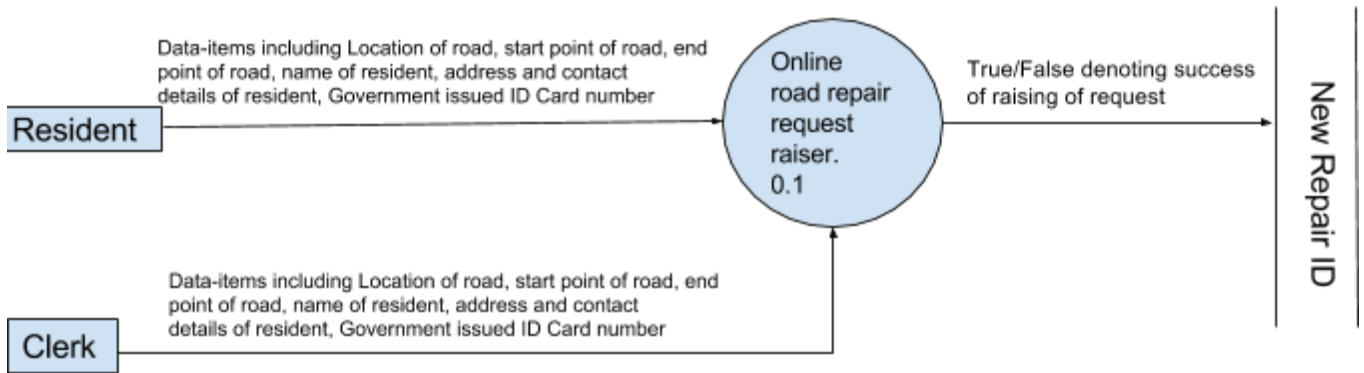 Data-items including Location of road, start point of road, end
point of road, name of resident, address and contact
details of resident, Government issued ID Card number
Resident
Online
road repair
request
raiser.
0.1
True/False denoting success
of raising of request
New Repair ID
Data-items including Location of road, start point of road, end
point of road, name of resident, address and contact
details of resident, Government issued ID Card number
Clerk